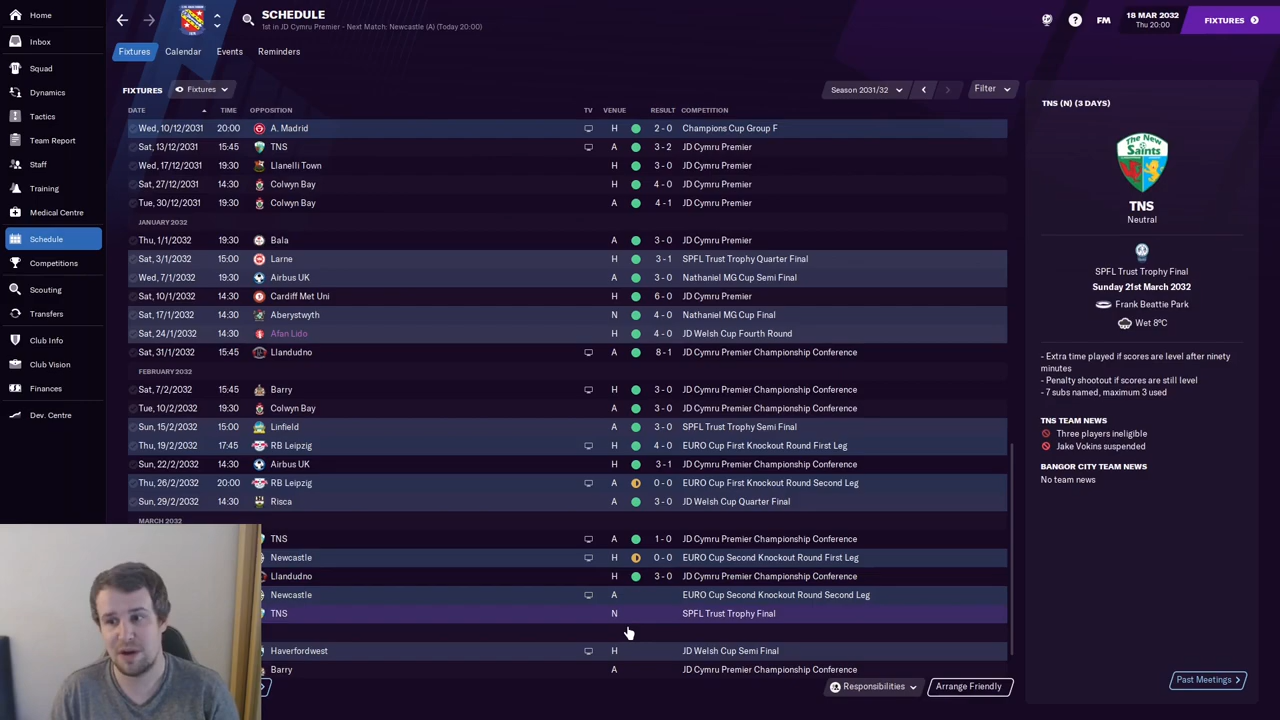 SCHEDULE
1st in JD Cymru Premier - Next Match: Newcastle (A) (Today 20:00)
FM
18 MAR 2032
Thu 20:00
FIXTURES
Home
Inbox
Squad
Dynamics
Tactics
Team Report
Staff
Training
Medical Centre
Schedule
Competitions
Scouting
Transfers
Club Info
Club Vision
Finances
Dev. Centre
Fixtures Calendar Events Reminders
FIXTURES Fixtures Season 2031/32 Filter
DATE TIME OPPOSITION TV VENUE RESULT COMPETITION
Wed, 10/12/2031 20:00 A. Madrid H 2 - 0 Champions Cup Group F
Sat, 13/12/2031 15:45 TNS A 3 - 2 JD Cymru Premier
Wed, 17/12/2031 19:30 Llanelli Town H 3 - 0 JD Cymru Premier
Sat, 27/12/2031 14:30 Colwyn Bay H 4 - 0 JD Cymru Premier
Tue, 30/12/2031 19:30 Colwyn Bay A 4 - 1 JD Cymru Premier
JANUARY 2032
Thu, 1/1/2032 19:30 Bala A 3 - 0 JD Cymru Premier
Sat, 3/1/2032 15:00 Larne H 3 - 1 SPFL Trust Trophy Quarter Final
Wed, 7/1/2032 19:30 Airbus UK A 3 - 0 Nathaniel MG Cup Semi Final
Sat, 10/1/2032 14:30 Cardiff Met Uni H 6 - 0 JD Cymru Premier
Sat, 17/1/2032 14:30 Aberystwyth N 4 - 0 Nathaniel MG Cup Final
Sat, 24/1/2032 14:30 Afan Lido H 4 - 0 JD Welsh Cup Fourth Round
Sat, 31/1/2032 15:45 Llandudno A 8 - 1 JD Cymru Premier Championship Conference
FEBRUARY 2032
Sat, 7/2/2032 15:45 Barry H 3 - 0 JD Cymru Premier Championship Conference
Tue, 10/2/2032 19:30 Colwyn Bay A 3 - 0 JD Cymru Premier Championship Conference
Sun, 15/2/2032 15:00 Linfield A 3 - 0 SPFL Trust Trophy Semi Final
Thu, 19/2/2032 17:45 RB Leipzig H 4 - 0 EURO Cup First Knockout Round First Leg
Sun, 22/2/2032 14:30 Airbus UK H 3 - 1 JD Cymru Premier Championship Conference
Thu, 26/2/2032 20:00 RB Leipzig A 0 - 0 EURO Cup First Knockout Round Second Leg
Sun, 29/2/2032 14:30 Risca A 3 - 0 JD Welsh Cup Quarter Final
MARCH 2032
TNS A 1 - 0 JD Cymru Premier Championship Conference
Newcastle H 0 - 0 EURO Cup Second Knockout Round First Leg
Llandudno H 3 - 0 JD Cymru Premier Championship Conference
Newcastle A EURO Cup Second Knockout Round Second Leg
TNS N SPFL Trust Trophy Final
Haverfordwest H JD Welsh Cup Semi Final
Barry A JD Cymru Premier Championship Conference
Responsibilities Arrange Friendly
TNS (N) (3 DAYS)
The New
Saints
TNS
Neutral
SPFL Trust Trophy Final
Sunday 21st March 2032
Frank Beattie Park
Wet 8ºC
- Extra time played if scores are level after ninety
minutes
- Penalty shootout if scores are still level
- 7 subs named, maximum 3 used
TNS TEAM NEWS
Three players ineligible
Jake Vokins suspended
BANGOR CITY TEAM NEWS
No team news
Past Meetings